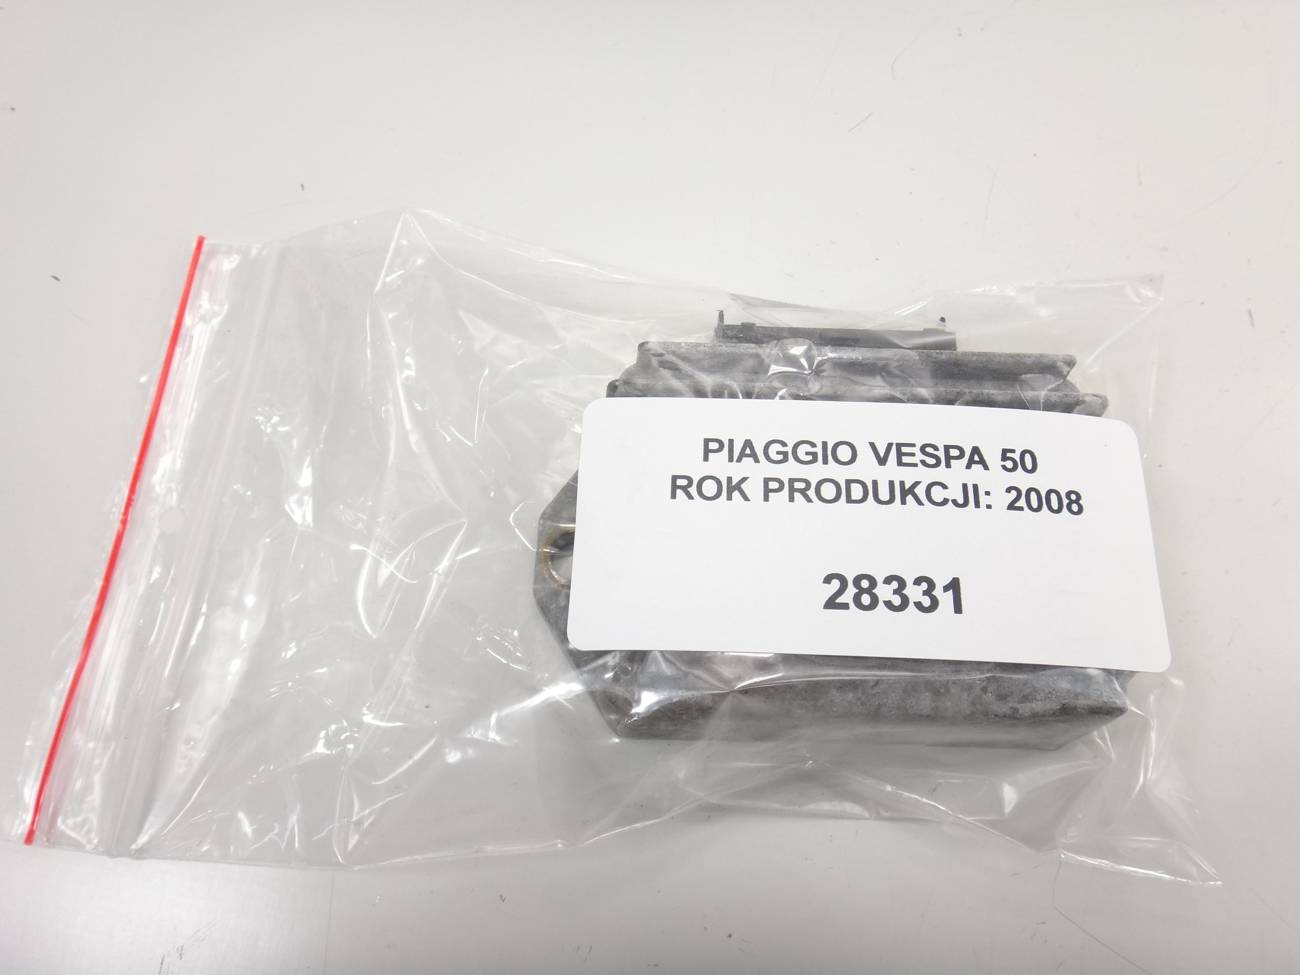 PIAGGIO VESPA 50
ROK PRODUKCJI: 2008
28331